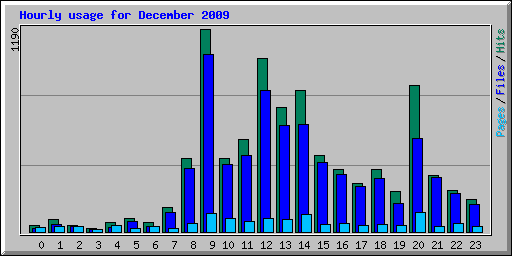 Hourly usage for December 2009
1190
Pages/Files/Hits
0 1 2 3 4 5 6 7 8 9 10 11 12 13 14 15 16 17 18 19 20 21 22 23